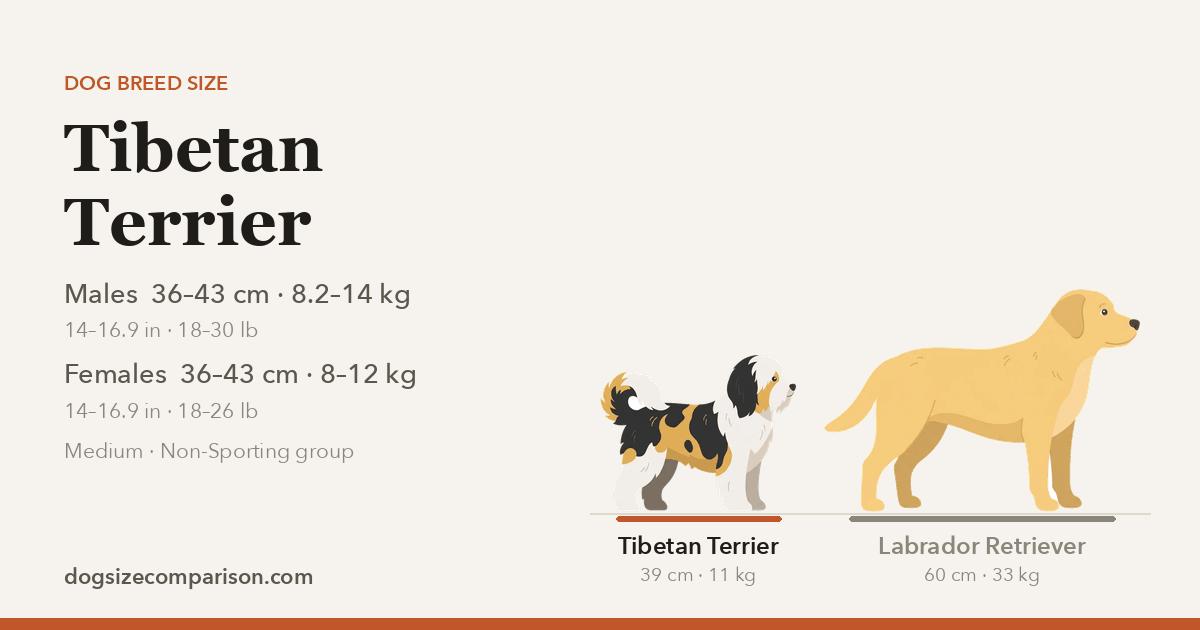 DOG BREED SIZE
Tibetan
Terrier
Males 36–43 cm · 8.2–14 kg
14–16.9 in · 18–30 lb
Females 36–43 cm · 8–12 kg
14–16.9 in · 18–26 lb
Medium · Non-Sporting group
dogsizecomparison.com
Tibetan Terrier
39 cm · 11 kg
Labrador Retriever
60 cm · 33 kg